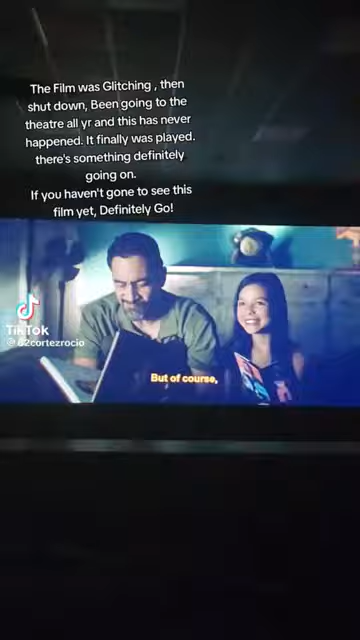 The Film was Glitching , then
shut down, Been going to the
theatre all yr and this has never
happened. It finally was played.
there's something definitely
going on.
If you haven't gone to see this
film yet, Definitely Go!
TikTok
@62cortezrocio
But of course,